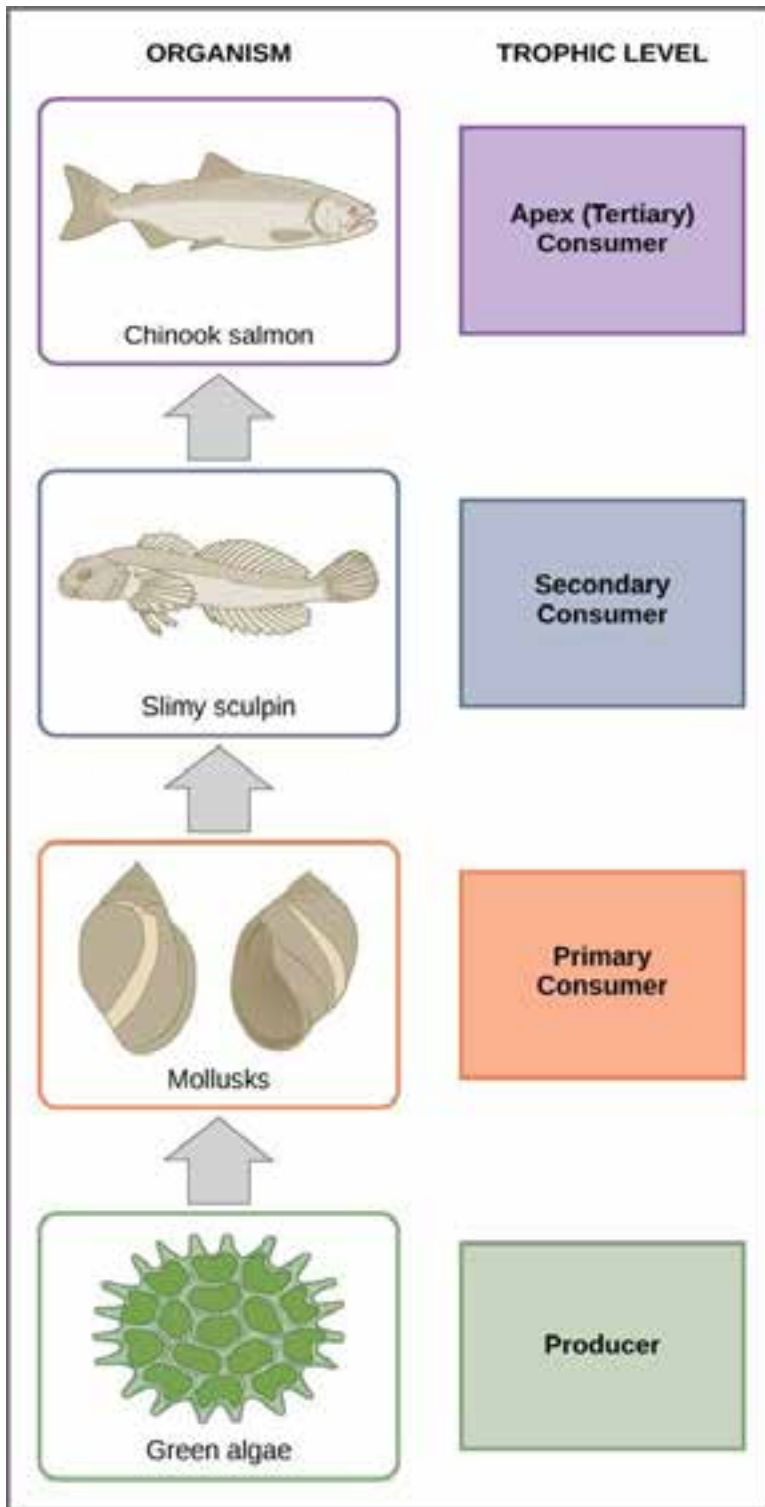 ORGANISM
TROPHIC LEVEL
Chinook salmon
Apex (Tertiary)
Consumer
Slimy sculpin
Secondary
Consumer
Mollusks
Primary
Consumer
Green algae
Producer